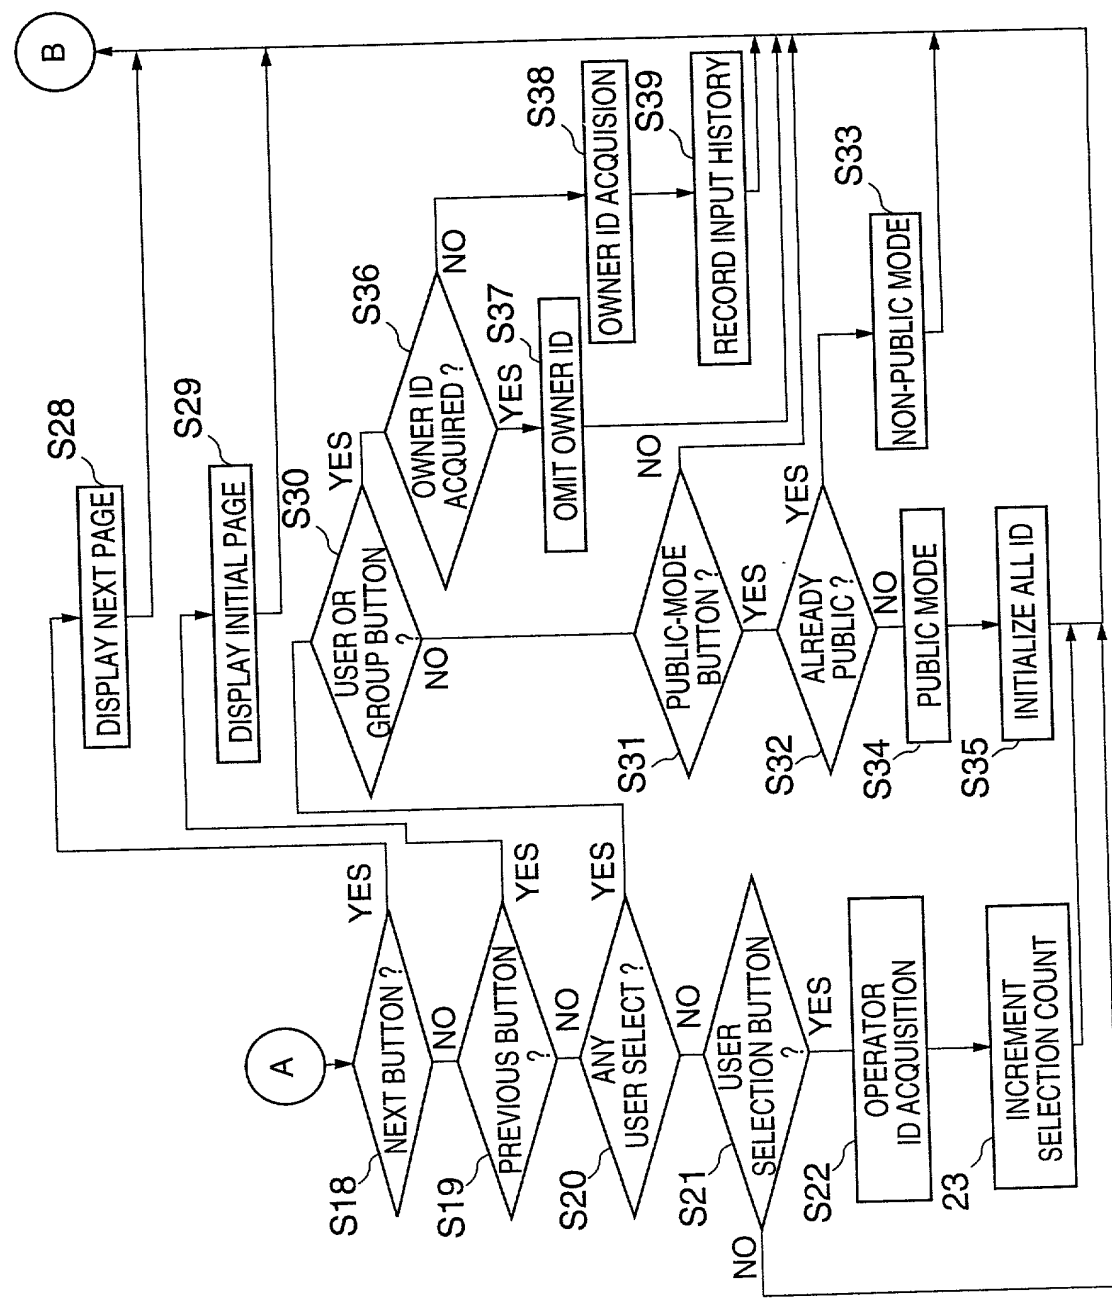 A
S18
NEXT BUTTON ?
YES
NO
S19
PREVIOUS BUTTON
?
YES
NO
S20
ANY
USER SELECT ?
YES
NO
S21
USER
SELECTION BUTTON
?
NO
YES
S22
OPERATOR
ID ACQUISITION
23
INCREMENT
SELECTION COUNT
S28
DISPLAY NEXT PAGE
S29
DISPLAY INITIAL PAGE
S30
USER OR
GROUP BUTTON
?
YES
NO
S31
PUBLIC-MODE
BUTTON ?
NO
YES
S32
ALREADY
PUBLIC ?
YES
NO
S34
PUBLIC MODE
S35
INITIALIZE ALL ID
S36
OWNER ID
ACQUIRED ?
NO
YES
S37
OMIT OWNER ID
S38
OWNER ID ACQUISION
S39
RECORD INPUT HISTORY
S33
NON-PUBLIC MODE
B